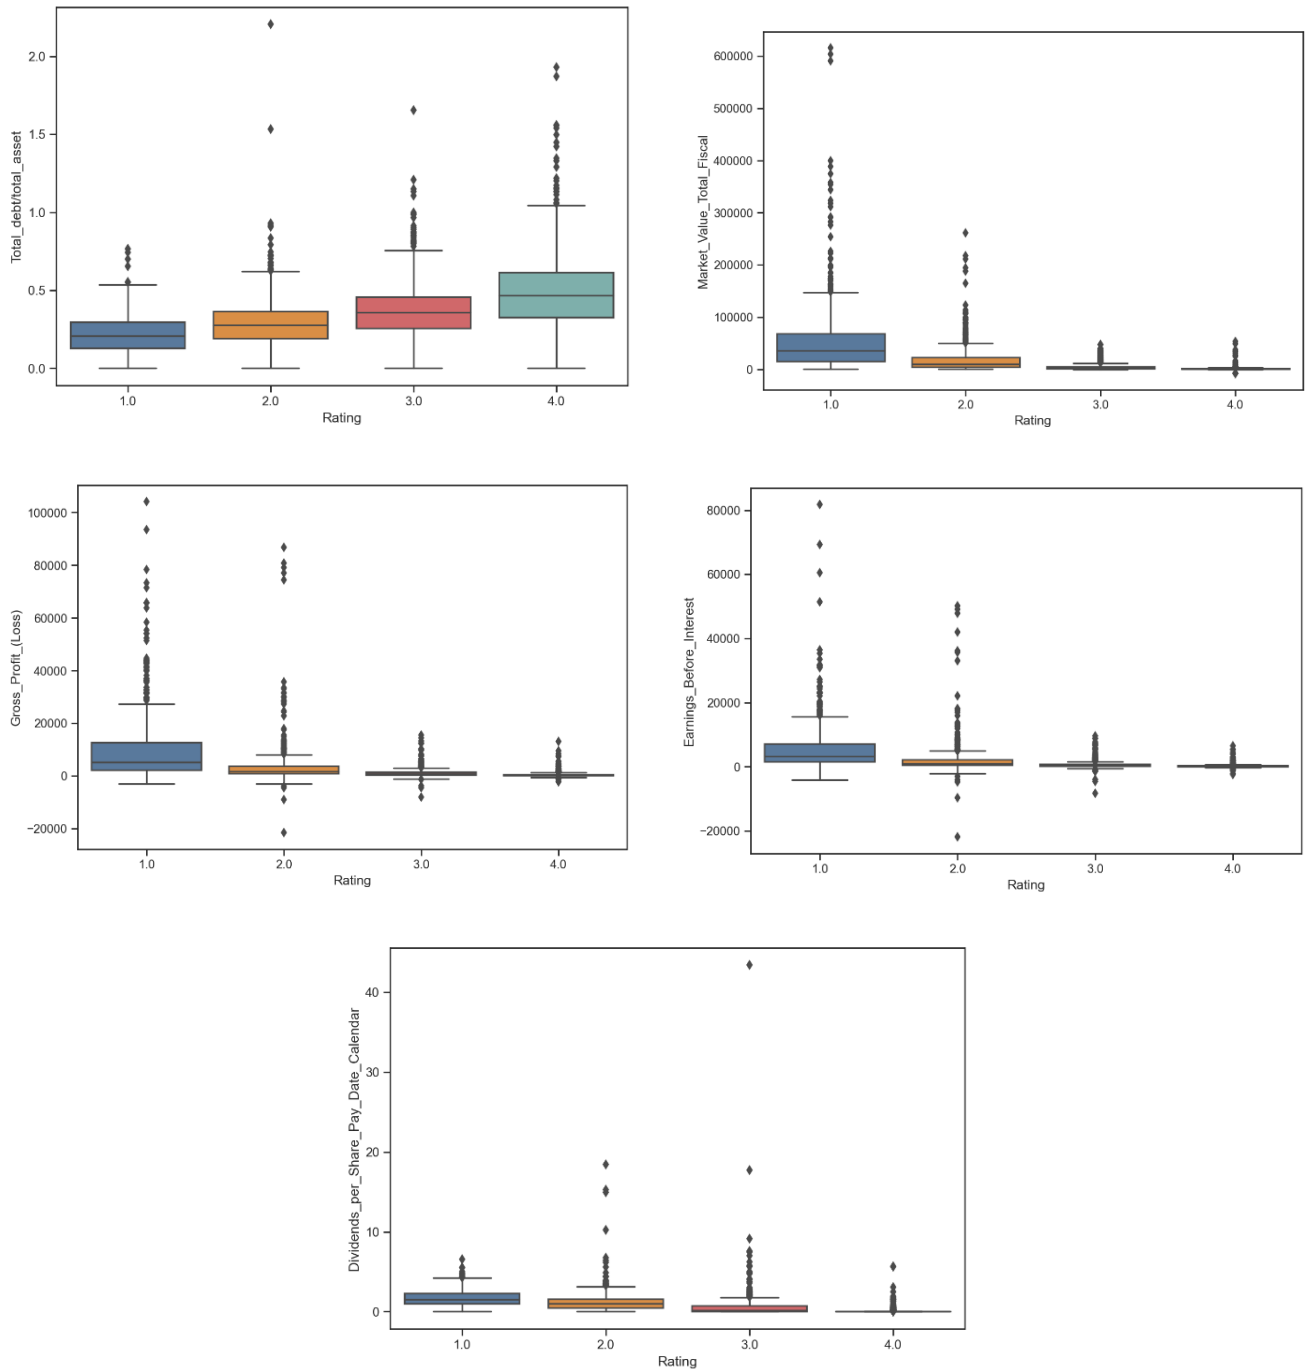 Total_debt/total_asset
2.0
1.5
1.0
0.5
0.0
1.0 2.0 3.0 4.0
Rating
Market_Value_Total_Fiscal
600000
500000
400000
300000
200000
100000
0
1.0 2.0 3.0 4.0
Rating
Gross_Profit_(Loss)
100000
80000
60000
40000
20000
0
−20000
1.0 2.0 3.0 4.0
Rating
Earnings_Before_Interest
80000
60000
40000
20000
0
−20000
1.0 2.0 3.0 4.0
Rating
Dividends_per_Share_Pay_Date_Calendar
40
30
20
10
0
1.0 2.0 3.0 4.0
Rating